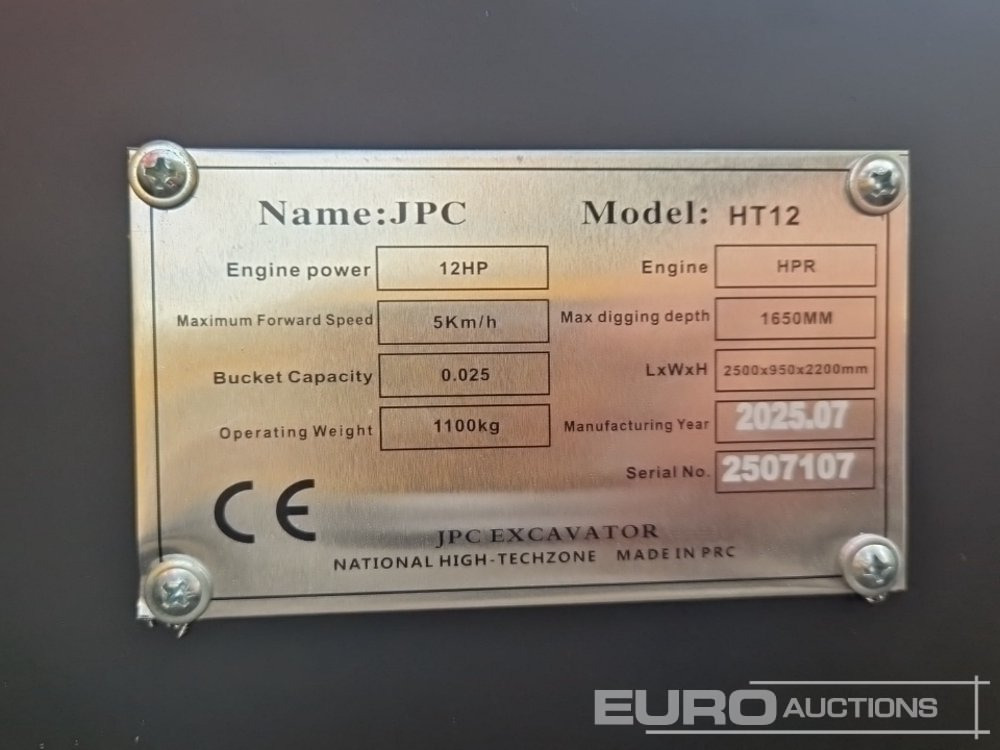 Name:JPC Model: HT12
Engine power 12HP Engine HPR
Maximum Forward Speed 5Km/h Max digging depth 1650MM
Bucket Capacity 0.025 LxWxH 2500x950x2200mm
Operating Weight 1100kg Manufacturing Year 2025.07
Serial No. 2507107
CE
JPC EXCAVATOR
NATIONAL HIGH-TECHZONE MADE IN PRC
EURO AUCTIONS